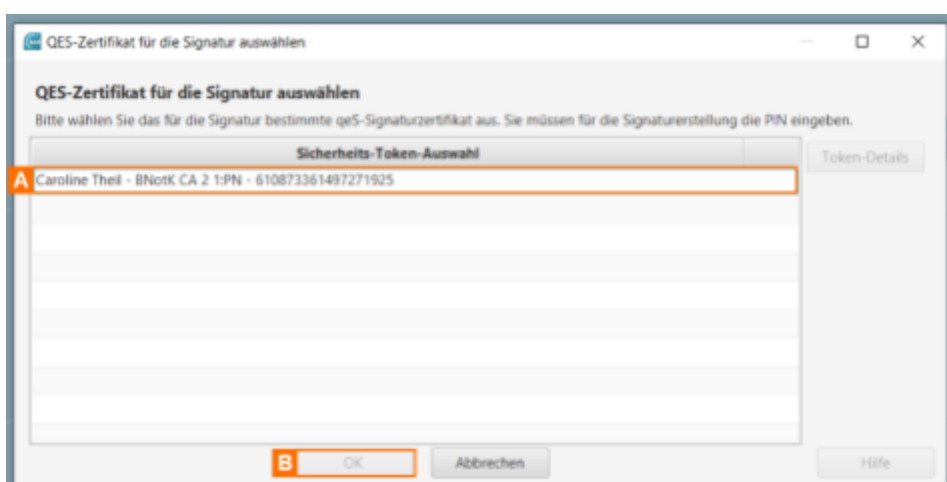 QES-Zertifikat für die Signatur auswählen
QES-Zertifikat für die Signatur auswählen
Bitte wählen Sie das für die Signatur bestimmte qeS-Signaturzertifikat aus. Sie müssen für die Signaturerstellung die PIN eingeben.
Sicherheits-Token-Auswahl
Token-Details
A Caroline Theil - BNotK CA 2 1:PN - 610873361497271925
B OK Abbrechen Hilfe